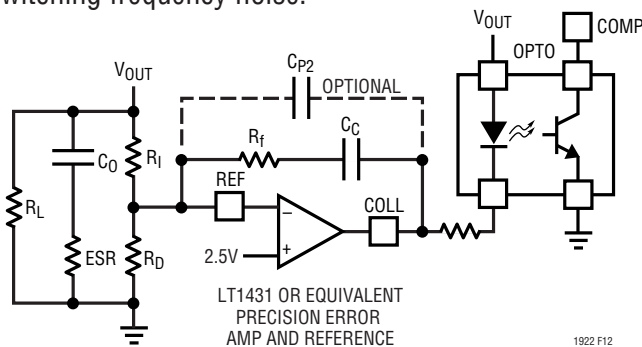 witching frequency noise.
VOUT
CO
RI
RL
ESR
RD
CP2
OPTIONAL
Rf
CC
REF
COLL
2.5V
–
+
LT1431 OR EQUIVALENT
PRECISION ERROR
AMP AND REFERENCE
VOUT
OPTO
COMP
1922 F12